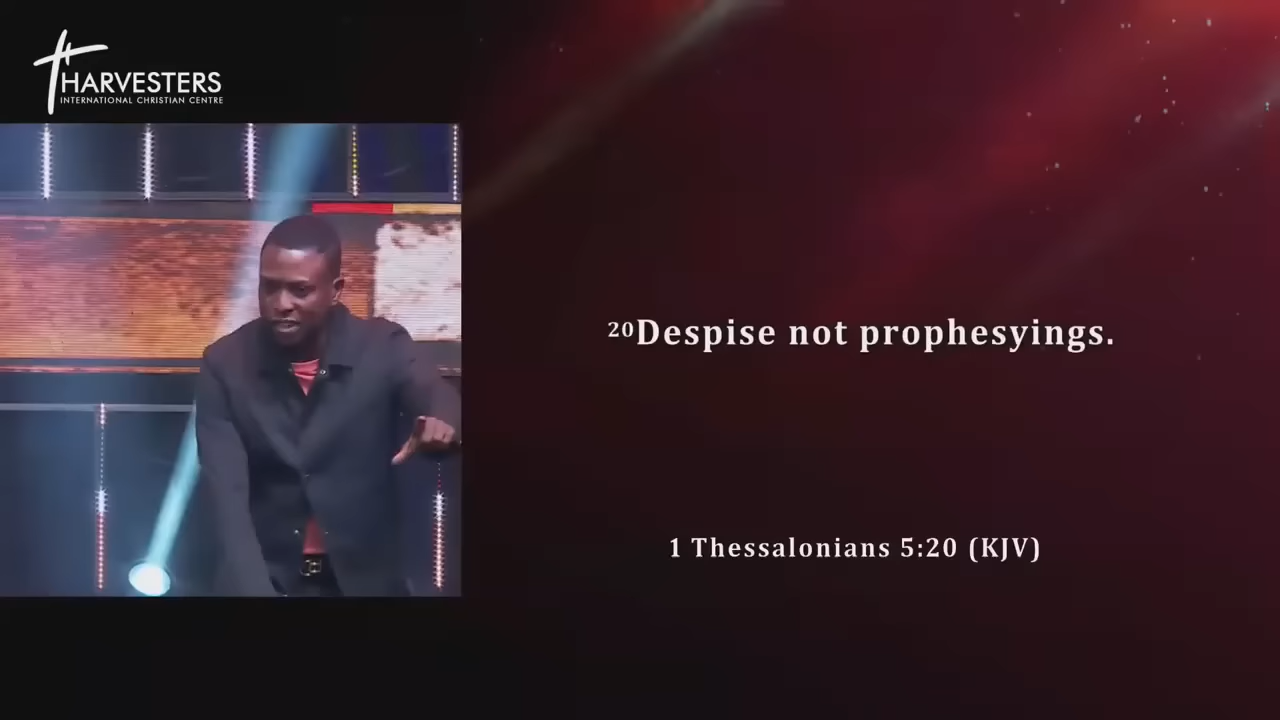 HARVESTERS
INTERNATIONAL CHRISTIAN CENTRE
20Despise not prophesyings.
1 Thessalonians 5:20 (KJV)